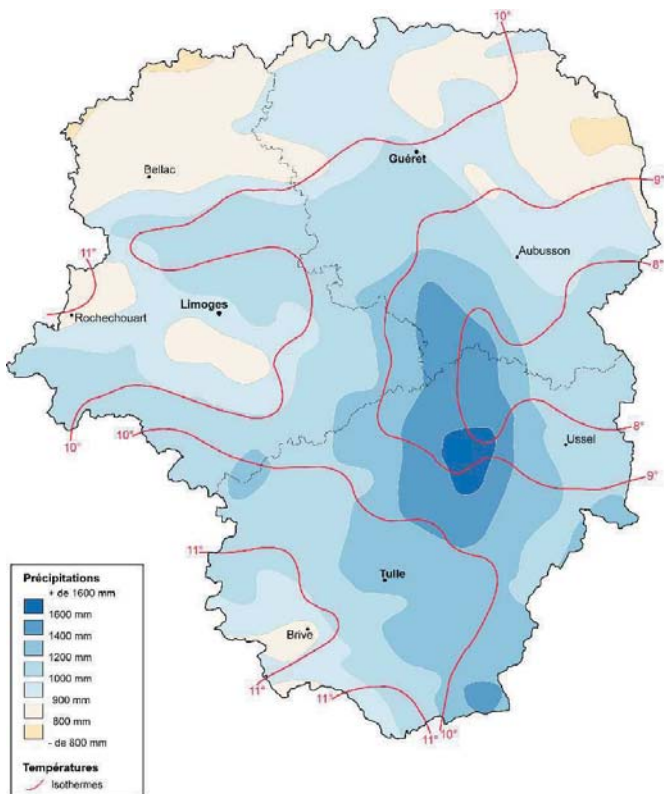 10°
Guéret
Bellac
9°
Aubusson
8°
11°
Limoges
Rochechouart
10°
10°
8°
Ussel
9°
11°
Tulle
Brive
11°
11°
11°
10°
Précipitations
+ de 1600 mm
1600 mm
1400 mm
1200 mm
1000 mm
900 mm
800 mm
- de 800 mm
Températures
Isothermes